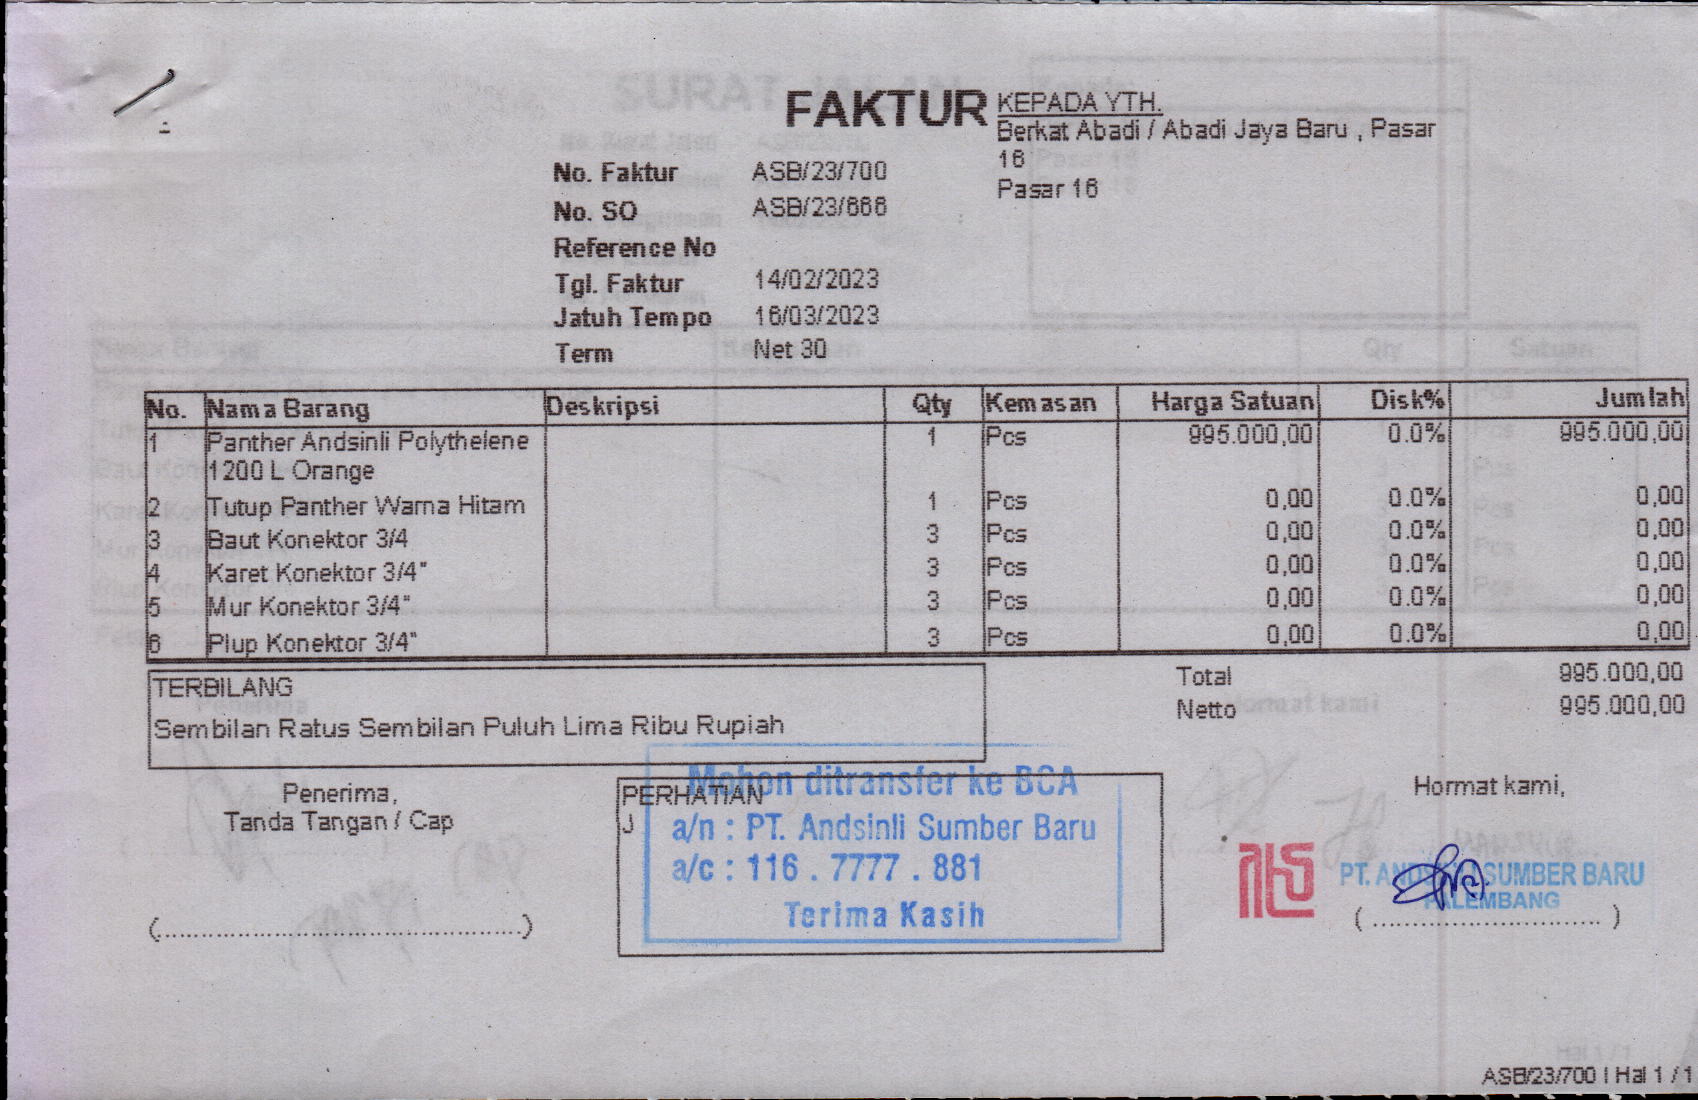 FAKTUR
KEPADA YTH.
Berkat Abadi / Abadi Jaya Baru , Pasar
16
Pasar 16
No. Faktur ASB/23/700
No. SO ASB/23/666
Reference No
Tgl. Faktur 14/02/2023
Jatuh Tempo 16/03/2023
Term Net 30
No. Nama Barang Deskripsi Qty Kemasan Harga Satuan Disk% Jumlah
1 Panther Andsinli Polythelene 1 Pcs 995.000,00 0.0% 995.000,00
1200 L Orange
2 Tutup Panther Warna Hitam 1 Pcs 0,00 0.0% 0,00
3 Baut Konektor 3/4 3 Pcs 0,00 0.0% 0,00
4 Karet Konektor 3/4" 3 Pcs 0,00 0.0% 0,00
5 Mur Konektor 3/4" 3 Pcs 0,00 0.0% 0,00
6 Plup Konektor 3/4" 3 Pcs 0,00 0.0% 0,00
Total 995.000,00
Netto 995.000,00
TERBILANG
Sembilan Ratus Sembilan Puluh Lima Ribu Rupiah
Penerima,
Tanda Tangan / Cap
(............................................)
PERHATIAN
J
Mohon ditransfer ke BCA
a/n : PT. Andsinli Sumber Baru
a/c : 116 . 7777 . 881
Terima Kasih
Hormat kami,
PT. ANDSINLI SUMBER BARU
PALEMBANG
( ............................ )
ASB/23/700 | Hal 1 / 1